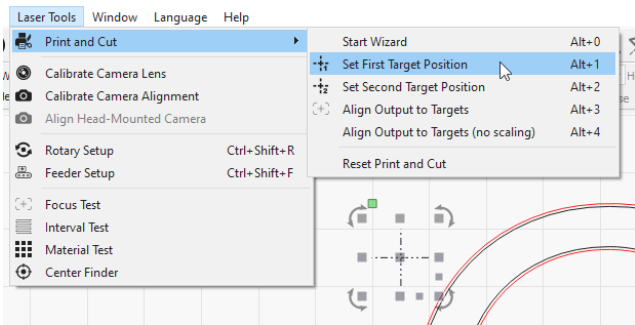 Laser Tools Window Language Help
Print and Cut
Calibrate Camera Lens
Calibrate Camera Alignment
Align Head-Mounted Camera
Rotary Setup Ctrl+Shift+R
Feeder Setup Ctrl+Shift+F
Focus Test
Interval Test
Material Test
Center Finder
Start Wizard Alt+0
Set First Target Position Alt+1
Set Second Target Position Alt+2
Align Output to Targets Alt+3
Align Output to Targets (no scaling) Alt+4
Reset Print and Cut